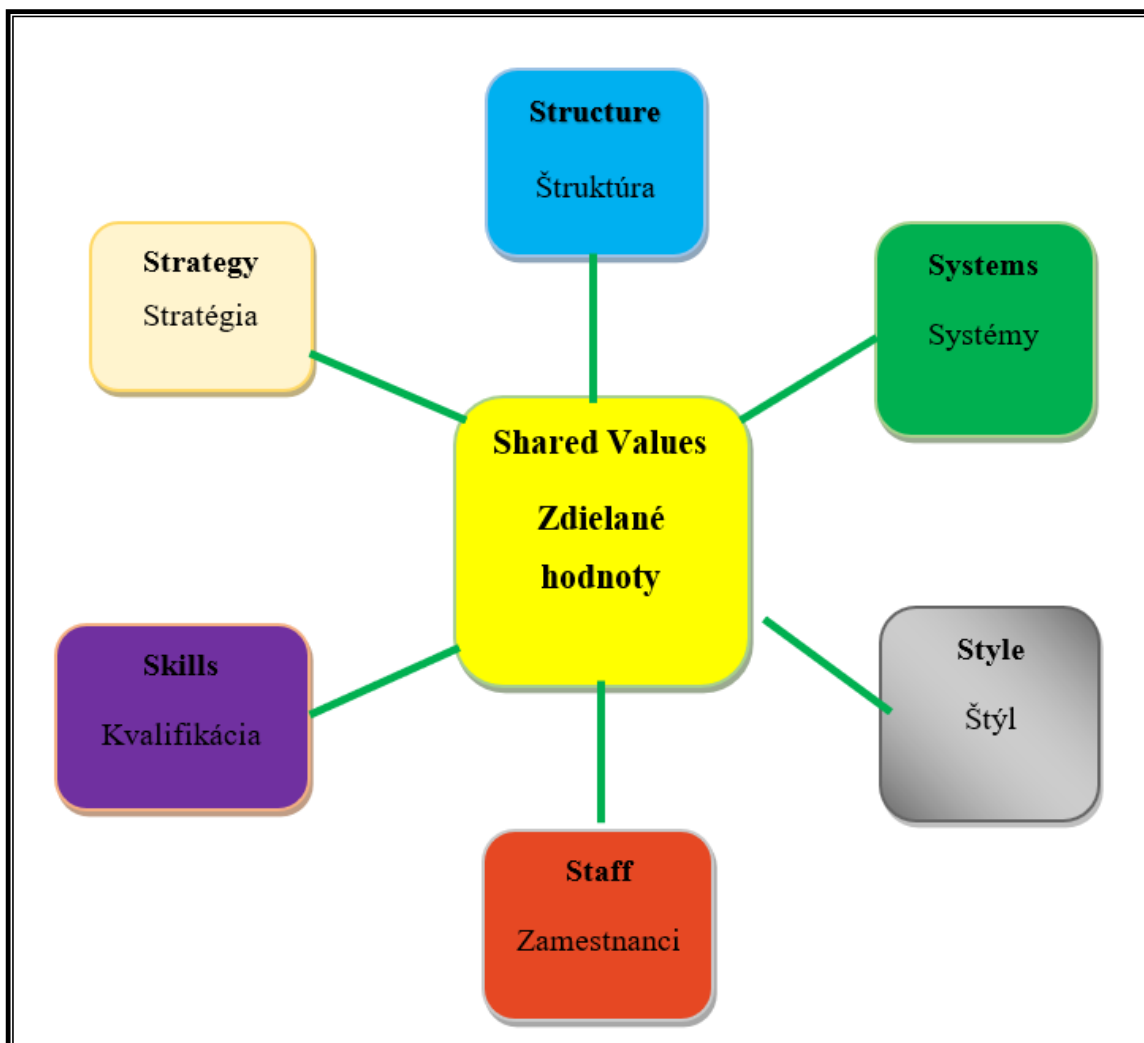 Structure
Štruktúra
Strategy
Stratégia
Systems
Systémy
Shared Values
Zdielané
hodnoty
Skills
Kvalifikácia
Style
Štýl
Staff
Zamestnanci